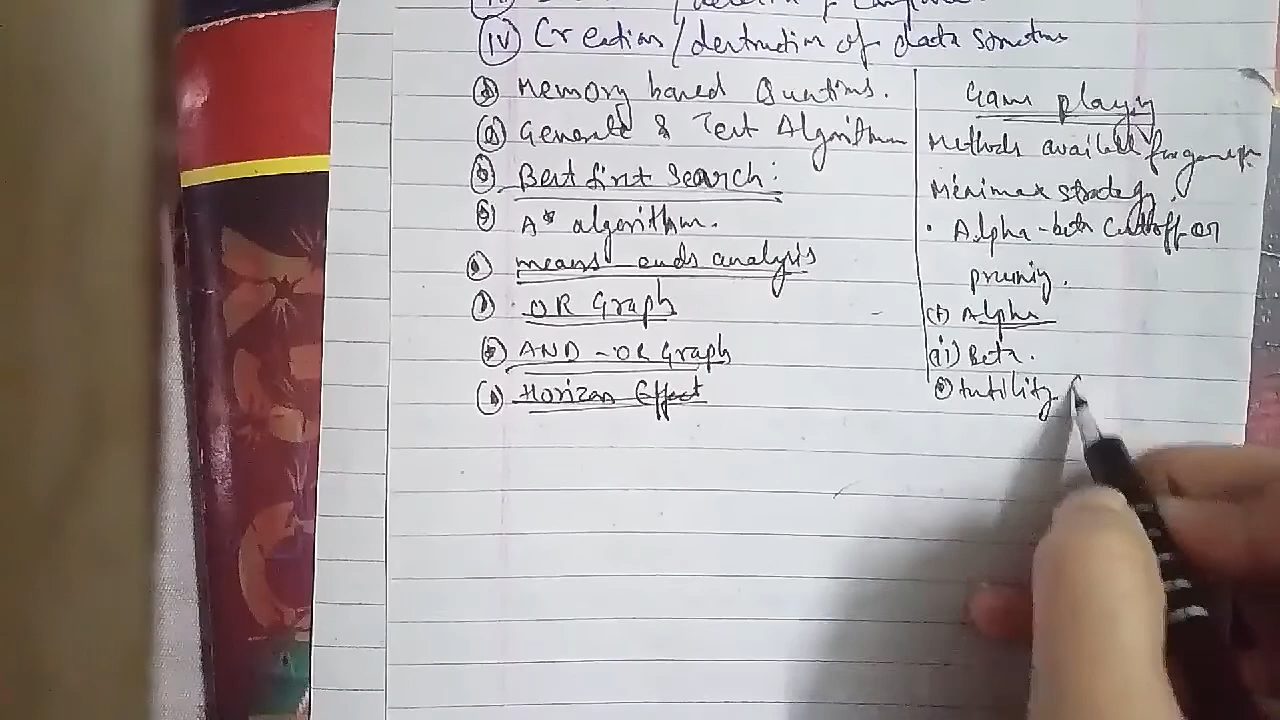 (iv) Creation / destruction of data structure
Memory based Questions.
Generate & Test Algorithm
Best first Search :
A* algorithm.
means ends analysis
OR Graph
AND - OR Graph
Horizon Effect
Game playing
Methods available for game
Minimax strategy.
• Alpha-beta cutoff or
pruning.
(i) Alpha
(ii) Beta.
futility